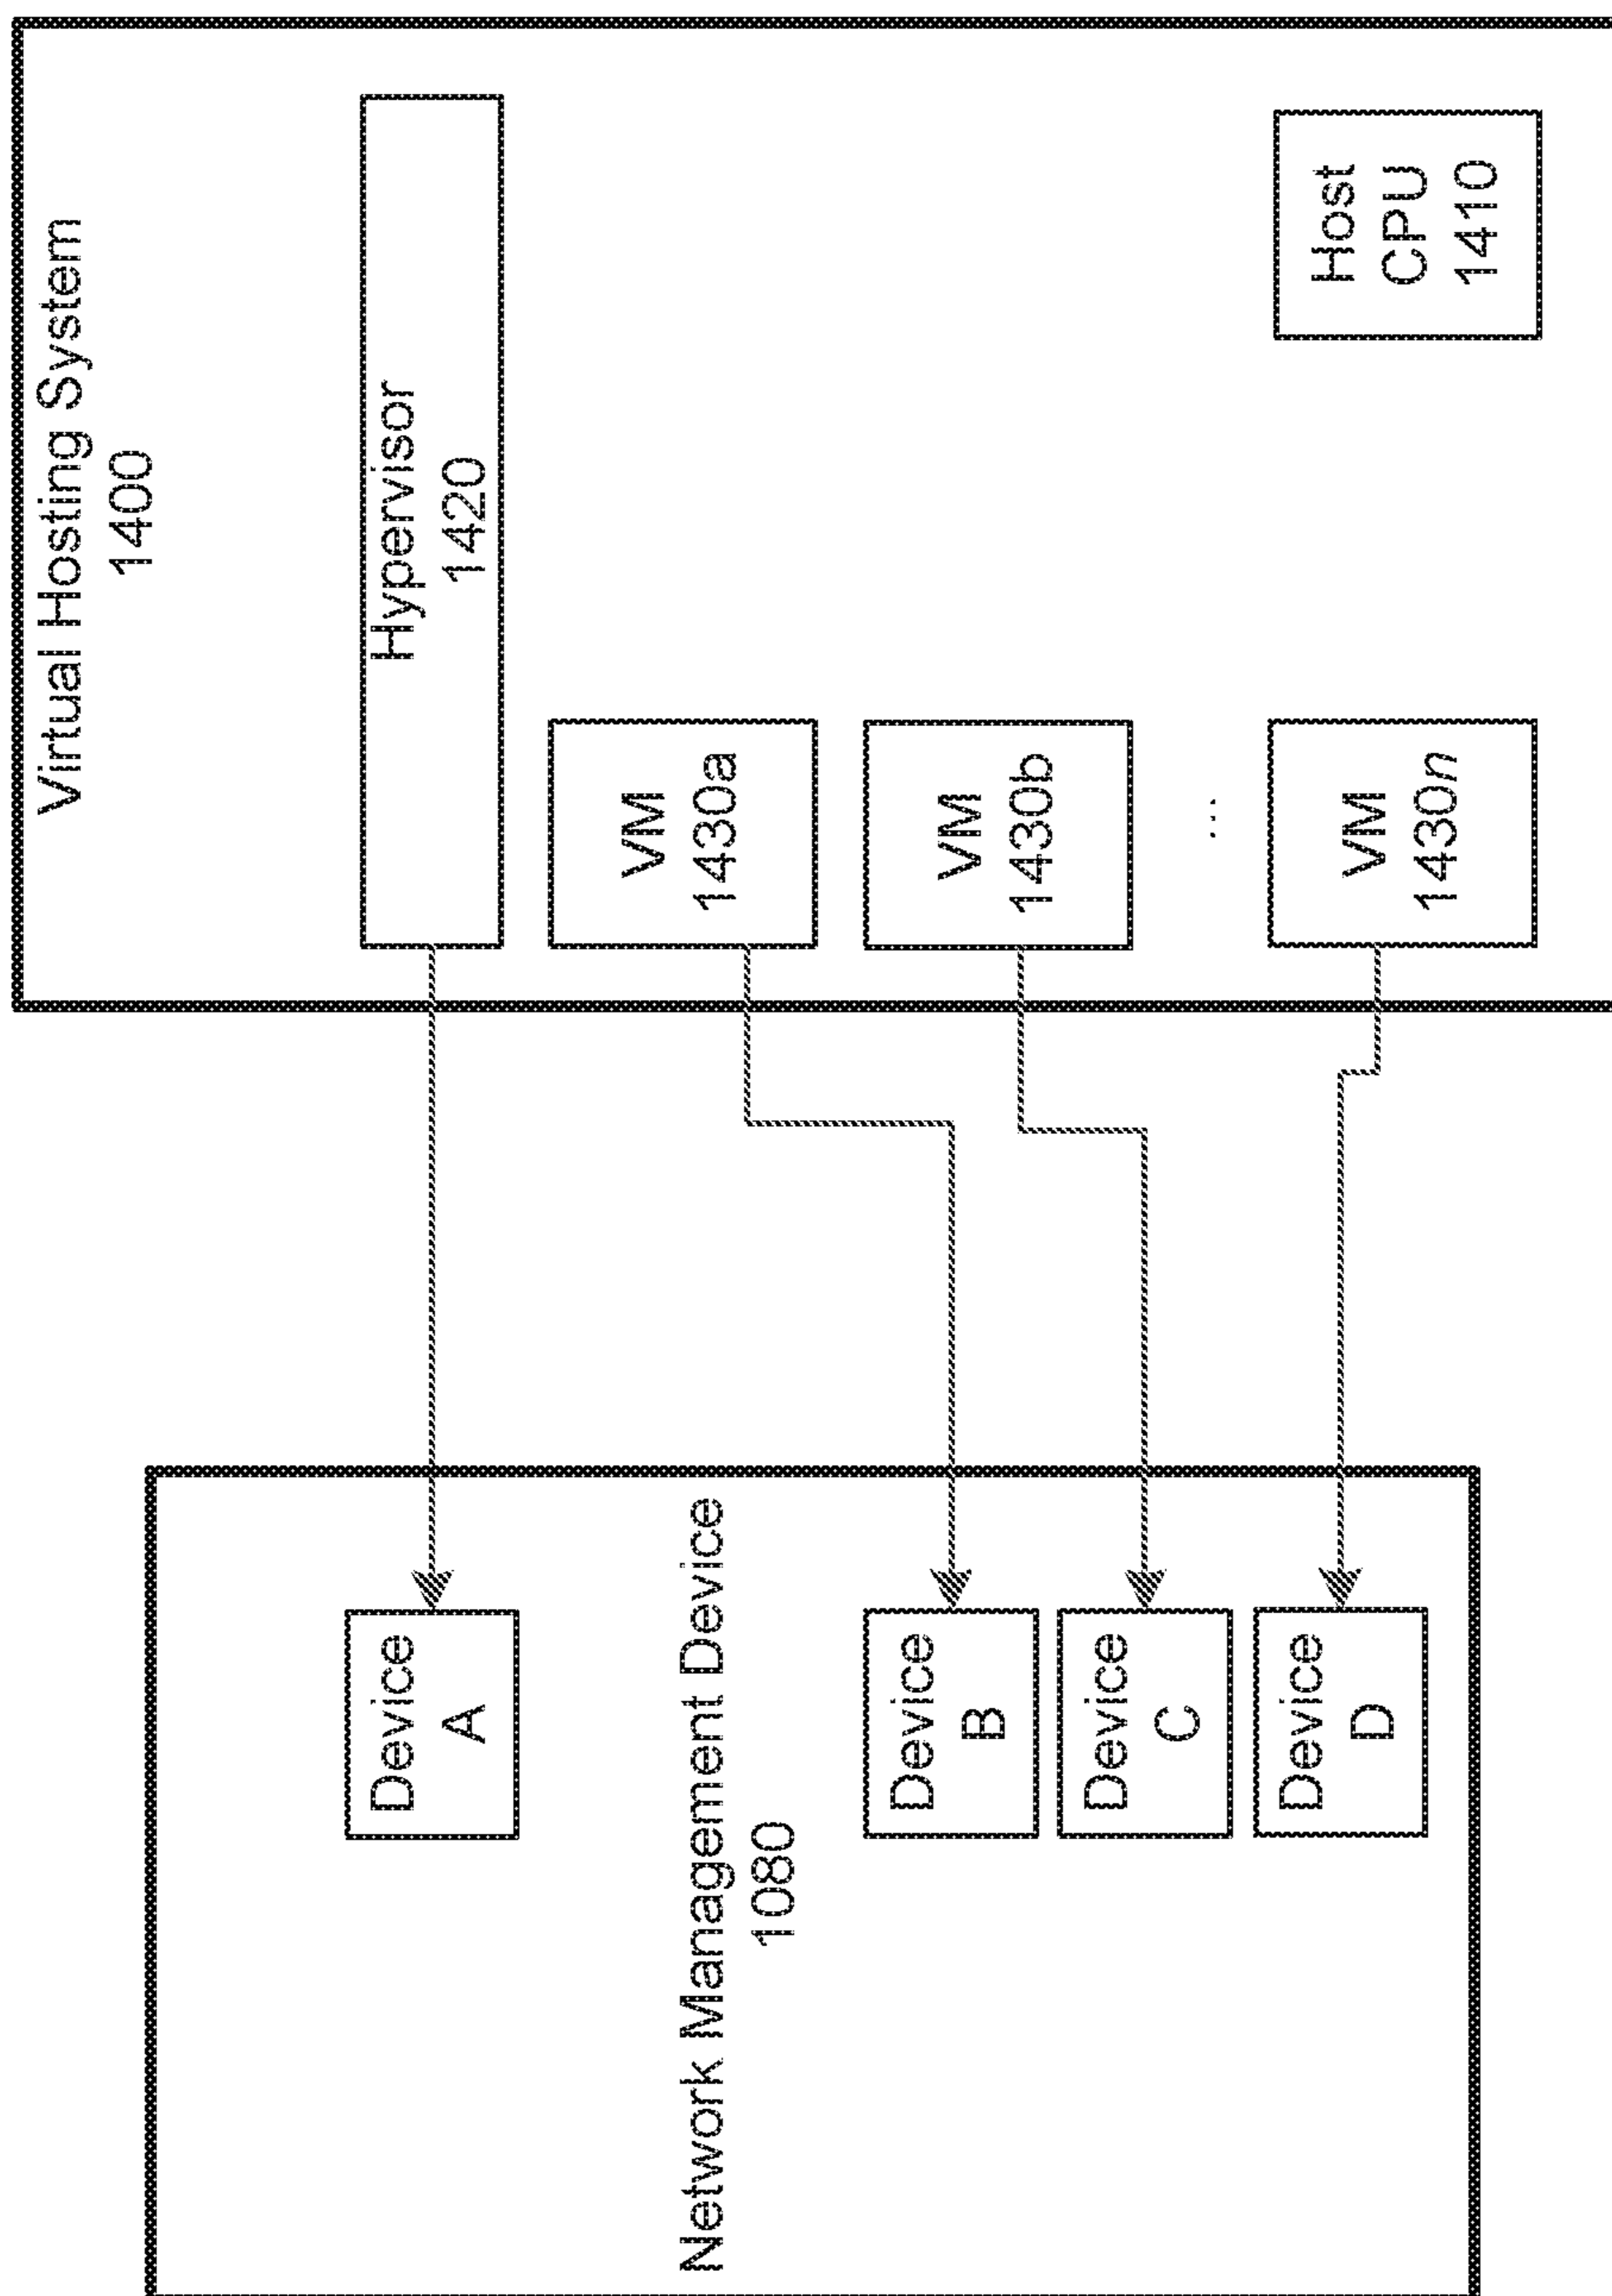 Virtual Hosting System
1400
Hypervisor
1420
VM
1430a
VM
1430b
...
VM
1430n
Host
CPU
1410
Device
A
Network Management Device
1080
Device
B
Device
C
Device
D